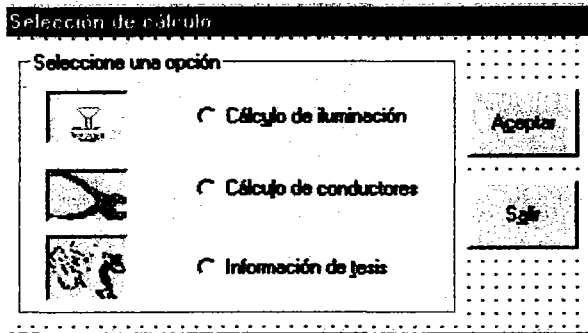 Selección de cálculo
Seleccione una opción
Cálculo de iluminación
Cálculo de conductores
Información de tesis
Aceptar
Salir